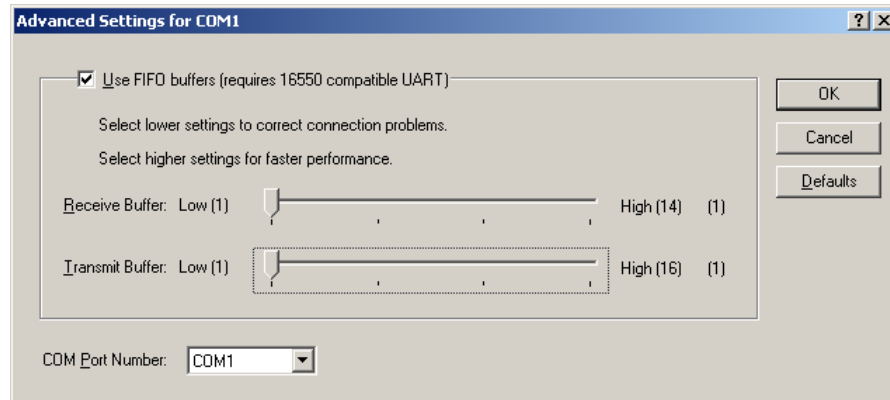 Advanced Settings for COM1
Use FIFO buffers (requires 16550 compatible UART)
Select lower settings to correct connection problems.
Select higher settings for faster performance.
Receive Buffer: Low (1) High (14) (1)
Transmit Buffer: Low (1) High (16) (1)
COM Port Number: COM1
OK
Cancel
Defaults